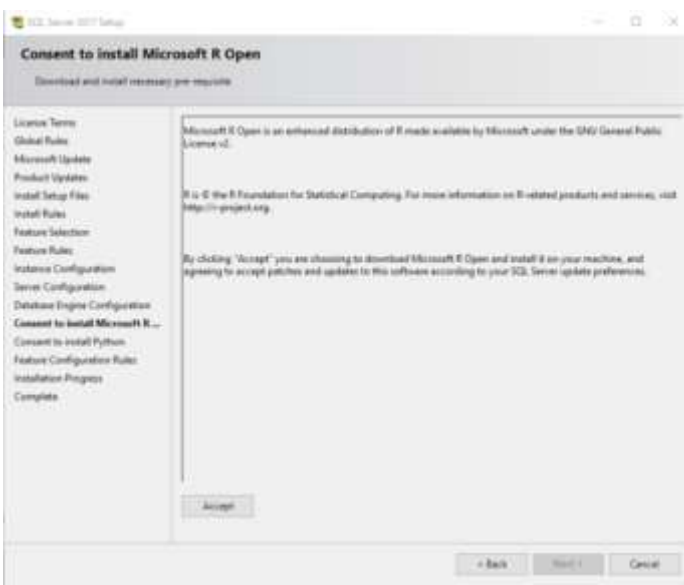 SQL Server 2017 Setup
Consent to install Microsoft R Open
Download and install necessary pre-requisite
License Terms
Global Rules
Microsoft Update
Product Updates
Install Setup Files
Install Rules
Feature Selection
Feature Rules
Instance Configuration
Server Configuration
Database Engine Configuration
Consent to install Microsoft R ...
Consent to install Python
Feature Configuration Rules
Installation Progress
Complete
Microsoft R Open is an enhanced distribution of R made available by Microsoft under the GNU General Public
License v2.
R is © the R Foundation for Statistical Computing. For more information on R-related products and services, visit
http://r-project.org.
By clicking "Accept" you are choosing to download Microsoft R Open and install it on your machine, and
agreeing to accept patches and updates to this software according to your SQL Server update preferences.
Accept
< Back
Next >
Cancel